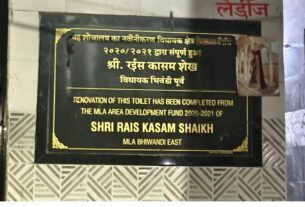 लेडीज
यह शौचालय का नवीनीकरण विधायक क्षेत्र
२०२०/२०२१ द्वारा संपूर्ण हुआ
श्री. रईस कासम शेख
विधायक भिवंडी पूर्व
RENOVATION OF THIS TOILET HAS BEEN COMPLETED FROM
THE MLA AREA DEVELOPMENT FUND 2020-2021 OF
SHRI RAIS KASAM SHAIKH
MLA BHIWANDI EAST